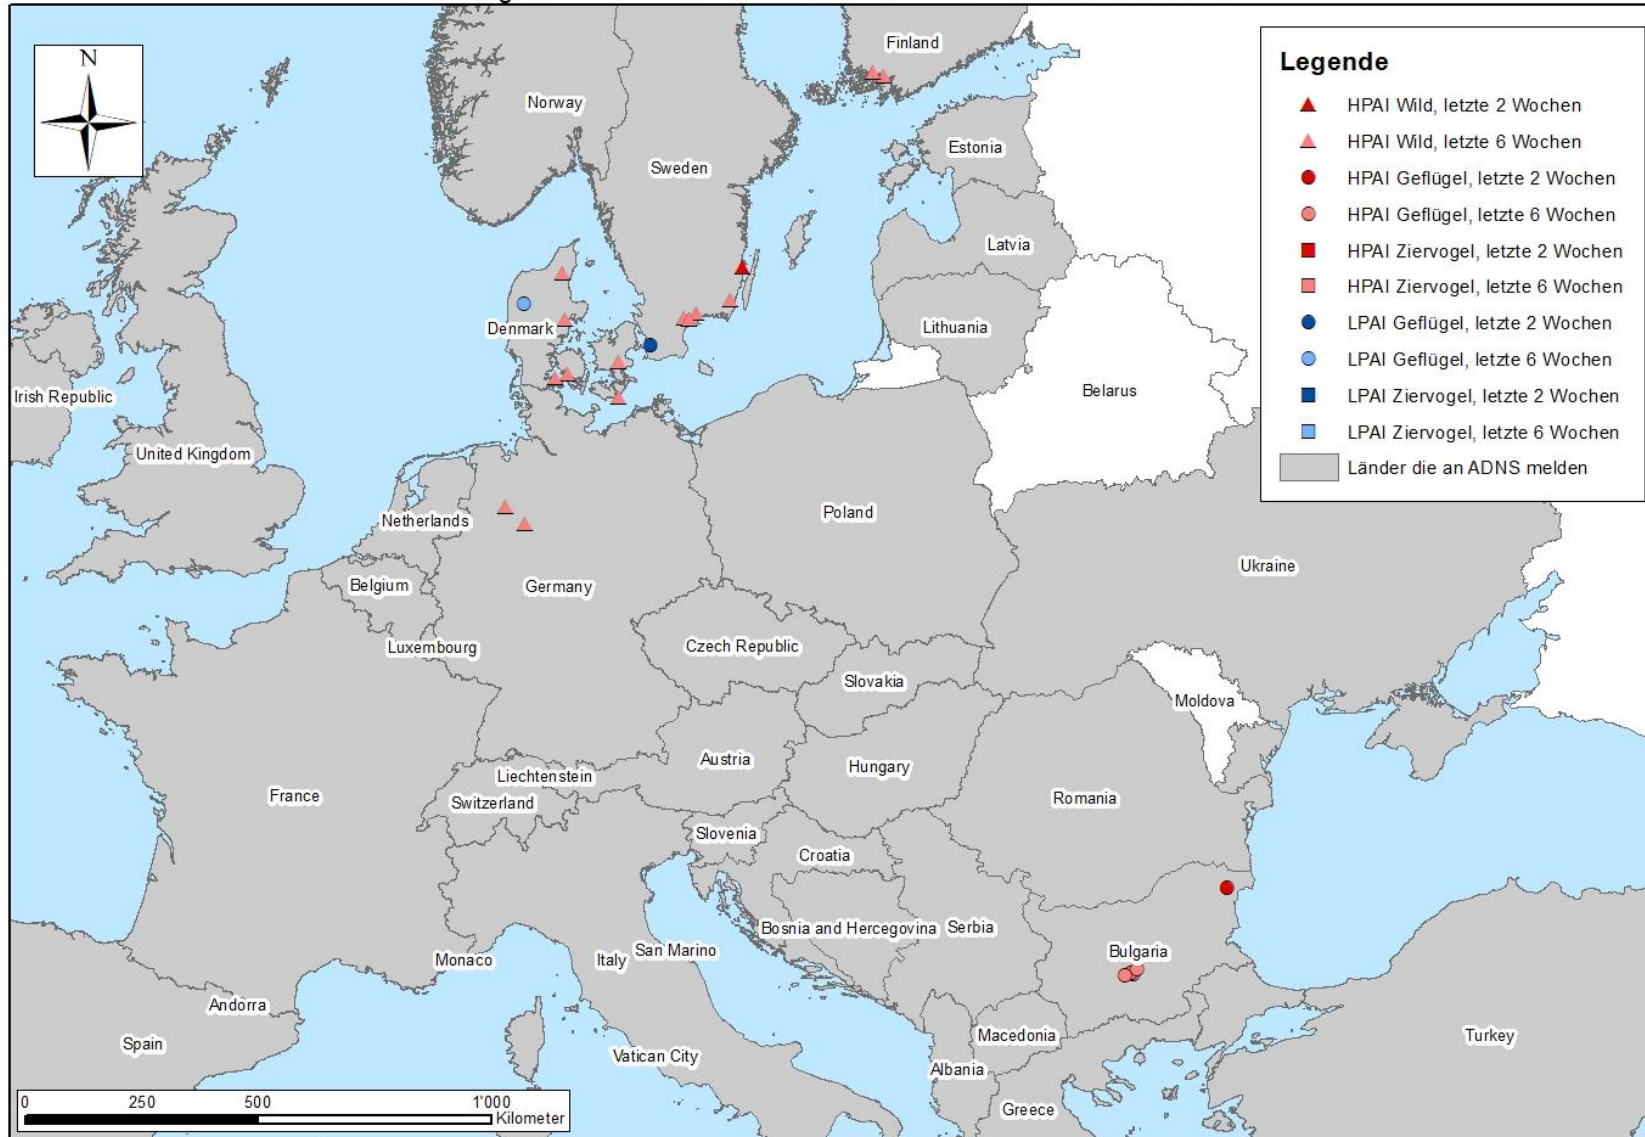 g
N
Finland
Norway
Sweden
Estonia
Latvia
Denmark
Lithuania
Belarus
Irish Republic
United Kingdom
Netherlands
Poland
Belgium
Germany
Ukraine
Luxembourg
Czech Republic
Slovakia
Moldova
Austria
Liechtenstein
Hungary
France
Switzerland
Romania
Slovenia
Croatia
Bosnia and Hercegovina
Serbia
Bulgaria
Monaco
Italy
San Marino
Andorra
Spain
Vatican City
Macedonia
Albania
Greece
Turkey
Legende
HPAI Wild, letzte 2 Wochen
HPAI Wild, letzte 6 Wochen
HPAI Geflügel, letzte 2 Wochen
HPAI Geflügel, letzte 6 Wochen
HPAI Ziervogel, letzte 2 Wochen
HPAI Ziervogel, letzte 6 Wochen
LPAI Geflügel, letzte 2 Wochen
LPAI Geflügel, letzte 6 Wochen
LPAI Ziervogel, letzte 2 Wochen
LPAI Ziervogel, letzte 6 Wochen
Länder die an ADNS melden
0 250 500 1'000
Kilometer